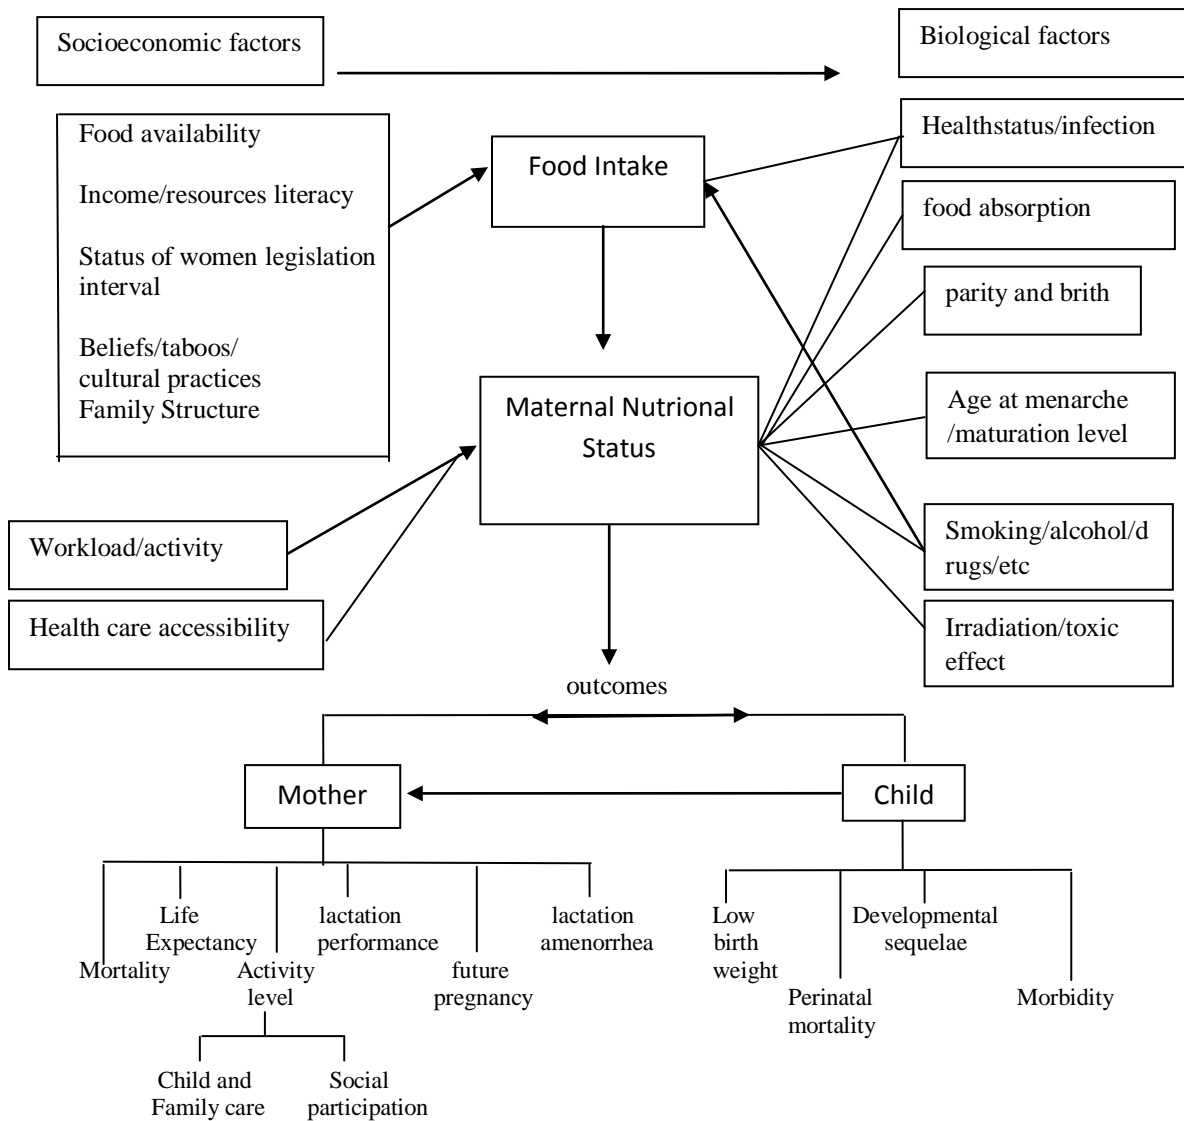 Socioeconomic factors
Biological factors
Food availability
Income/resources literacy
Status of women legislation
interval
Beliefs/taboos/
cultural practices
Family Structure
Food Intake
Healthstatus/infection
food absorption
parity and brith
Maternal Nutrional
Status
Age at menarche
/maturation level
Workload/activity
Smoking/alcohol/d
rugs/etc
Health care accessibility
Irradiation/toxic
effect
outcomes
Mother
Child
Mortality
Life
Expectancy
Activity
level
lactation
performance
future
pregnancy
lactation
amenorrhea
Low
birth
weight
Perinatal
mortality
Developmental
sequelae
Morbidity
Child and
Family care
Social
participation